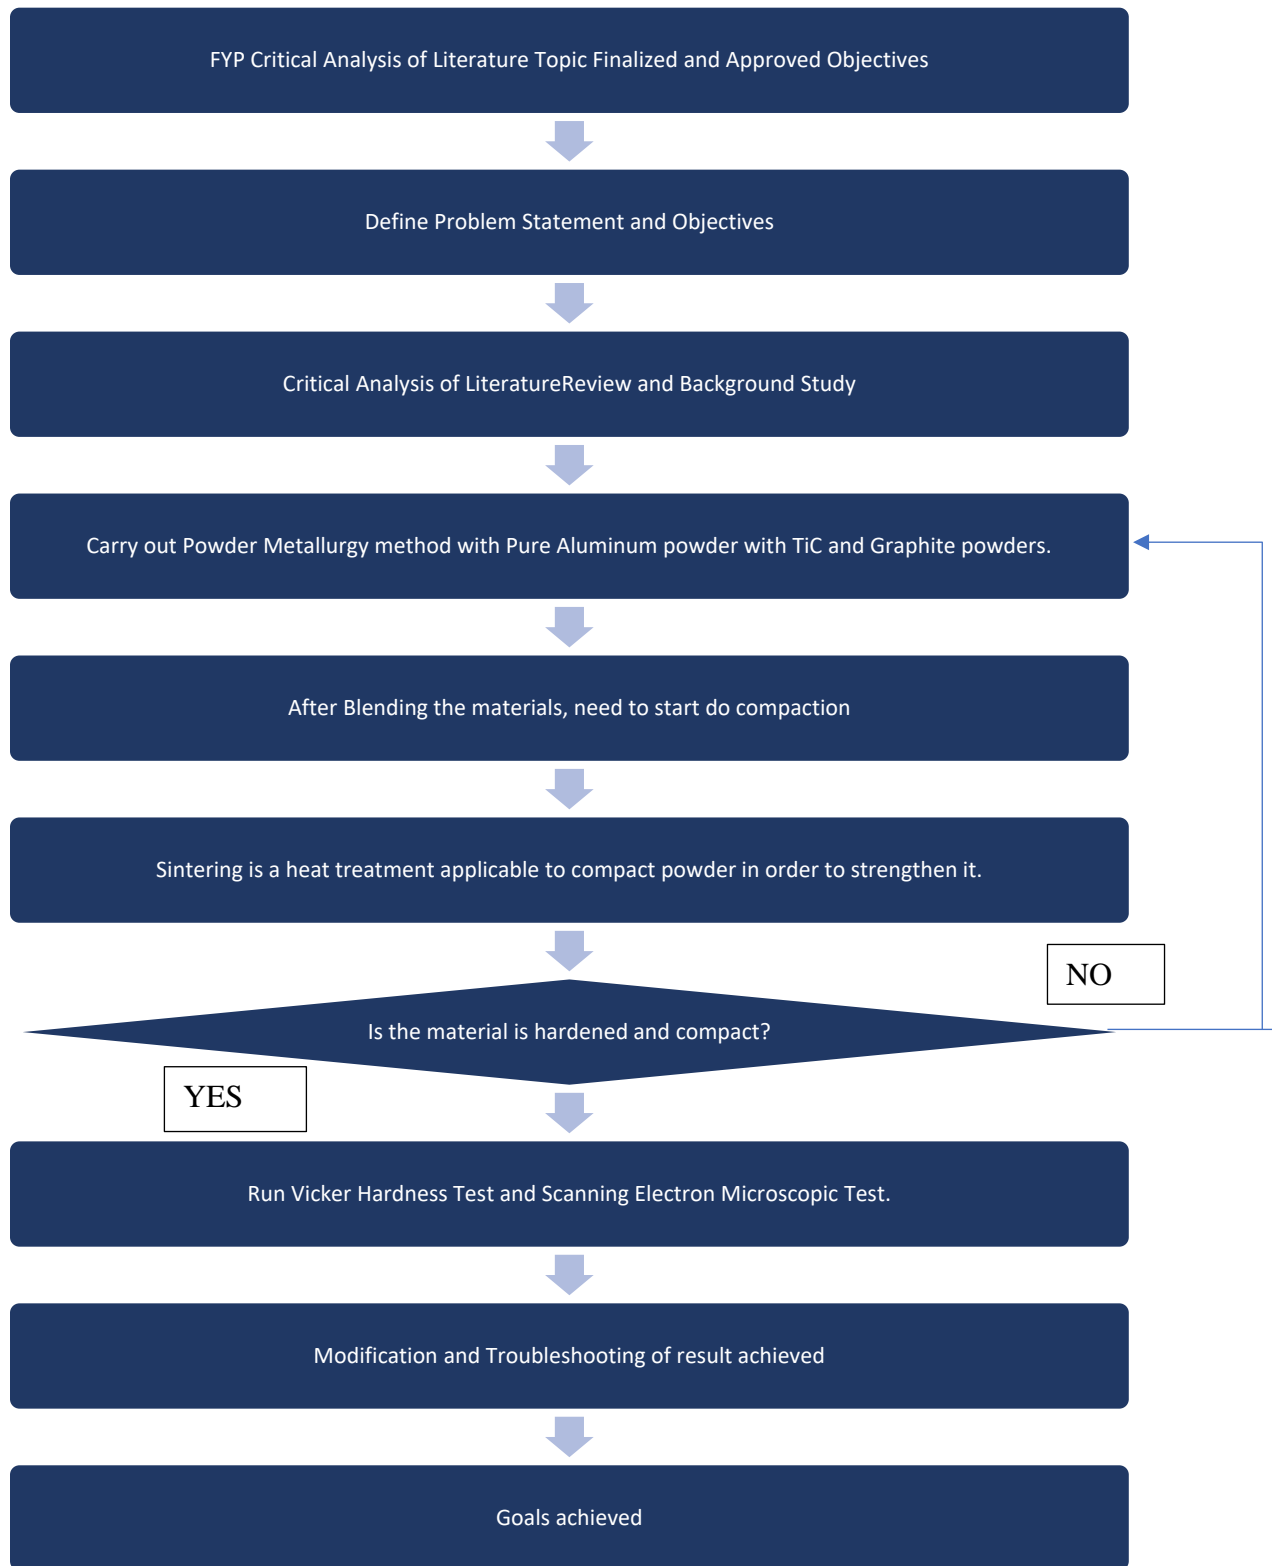 FYP Critical Analysis of Literature Topic Finalized and Approved Objectives
Define Problem Statement and Objectives
Critical Analysis of LiteratureReview and Background Study
Carry out Powder Metallurgy method with Pure Aluminum powder with TiC and Graphite powders.
After Blending the materials, need to start do compaction
Sintering is a heat treatment applicable to compact powder in order to strengthen it.
NO
Is the material is hardened and compact?
YES
Run Vicker Hardness Test and Scanning Electron Microscopic Test.
Modification and Troubleshooting of result achieved
Goals achieved